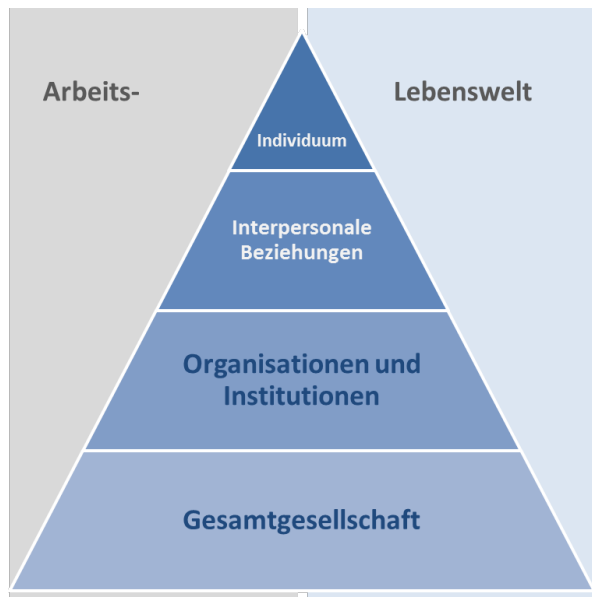 Arbeits-
Lebenswelt
Individuum
Interpersonale
Beziehungen
Organisationen und
Institutionen
Gesamtgesellschaft